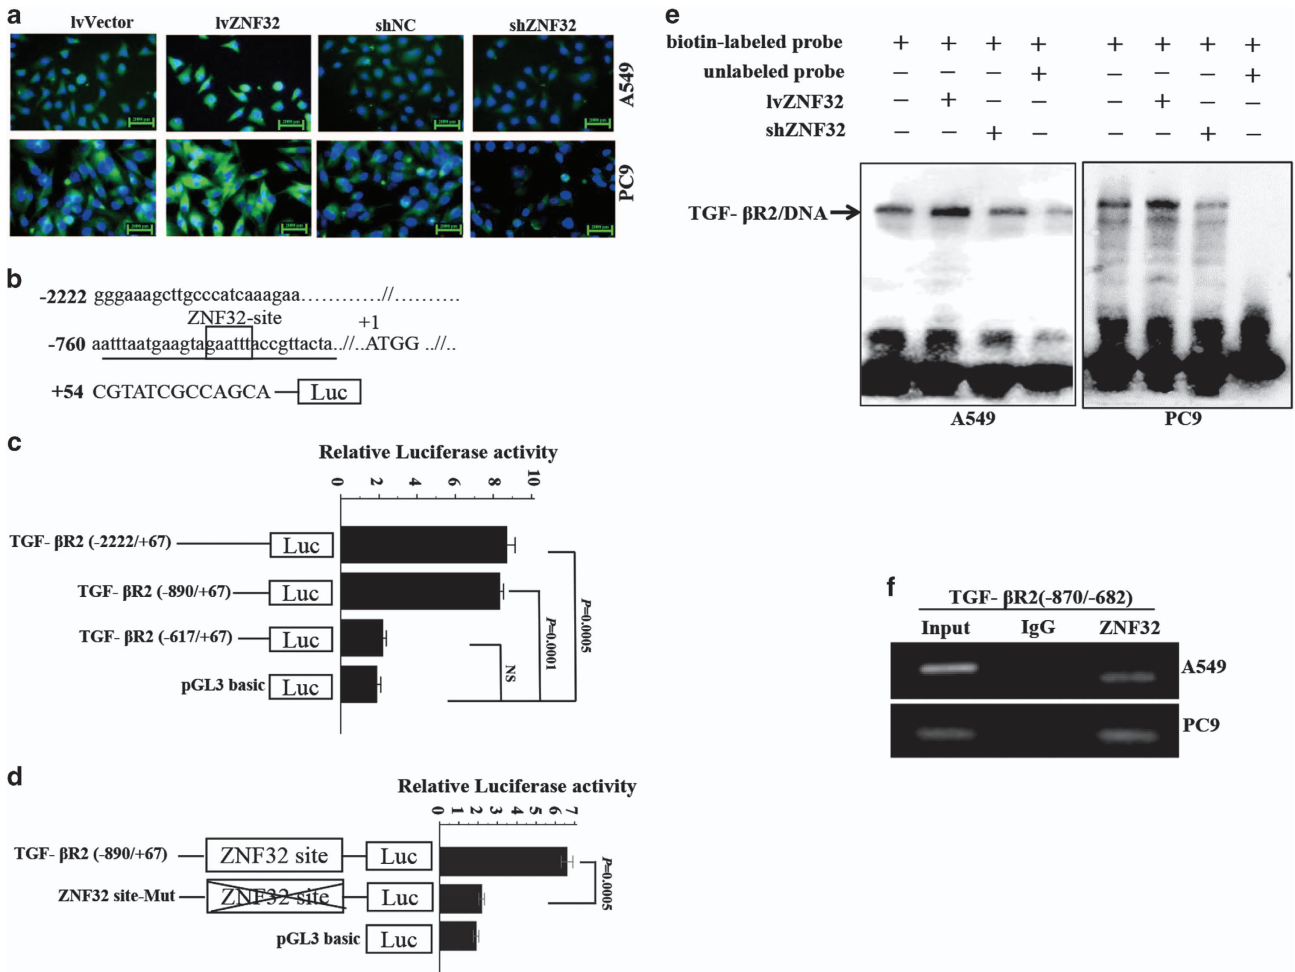 a
lvVector
lvZNF32
shNC
shZNF32
A549
PC9
b
-2222 gggaaagcttgcccatcaaagaa............//..........
ZNF32-site
+1
-760 aatttaatgaagtagaatttaccgttacta..//..ATGG ..//..
+54 CGTATCGCCAGCA
Luc
c
Relative Luciferase activity
0 2 4 6 8 10
TGF- βR2 (-2222/+67)
Luc
TGF- βR2 (-890/+67)
Luc
TGF- βR2 (-617/+67)
Luc
pGL3 basic
Luc
NS
P=0.0001
P=0.0005
d
Relative Luciferase activity
0 1 2 3 4 5 6 7
TGF- βR2 (-890/+67)
ZNF32 site
Luc
ZNF32 site-Mut
ZNF32 site
Luc
pGL3 basic
Luc
P=0.0005
e
biotin-labeled probe + + + + + + + +
unlabeled probe − − − + − − − +
lvZNF32 − + − − − + − −
shZNF32 − − + − − − + −
TGF- βR2/DNA
A549
PC9
f
TGF- βR2(-870/-682)
Input
IgG
ZNF32
A549
PC9